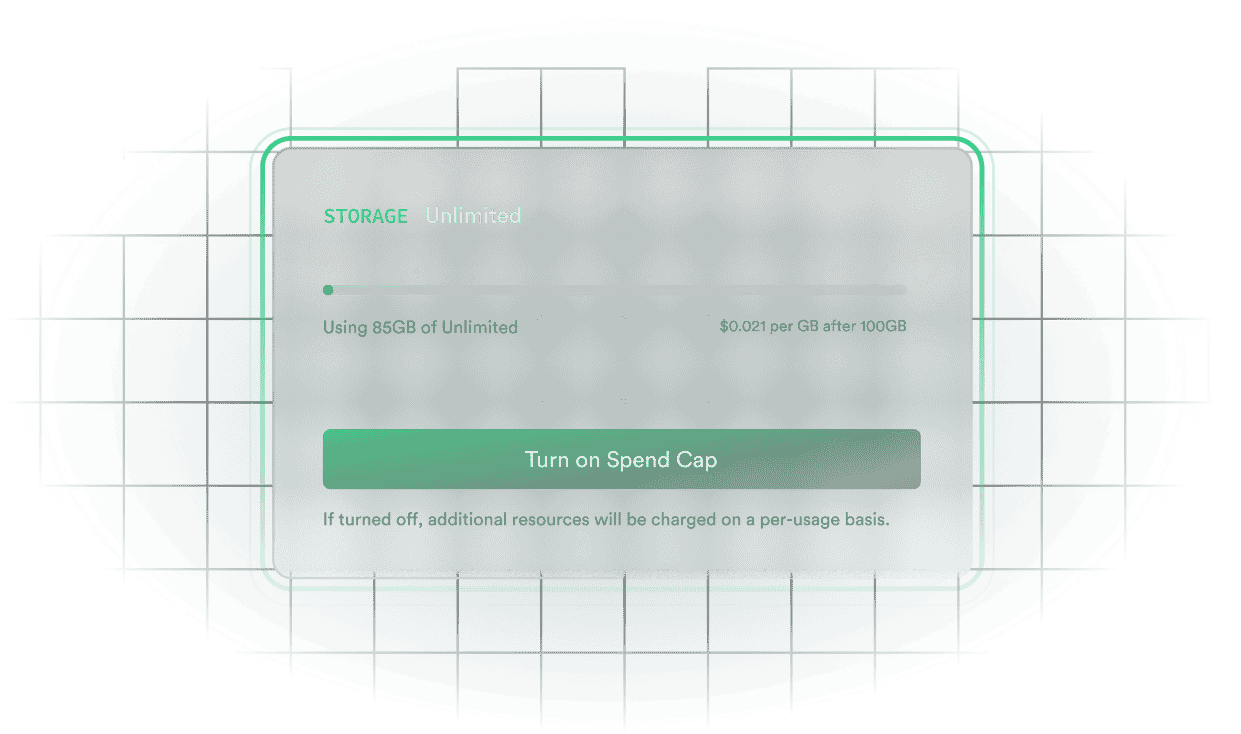 STORAGE Unlimited
Using 85GB of Unlimited $0.021 per GB after 100GB
Turn on Spend Cap
If turned off, additional resources will be charged on a per-usage basis.